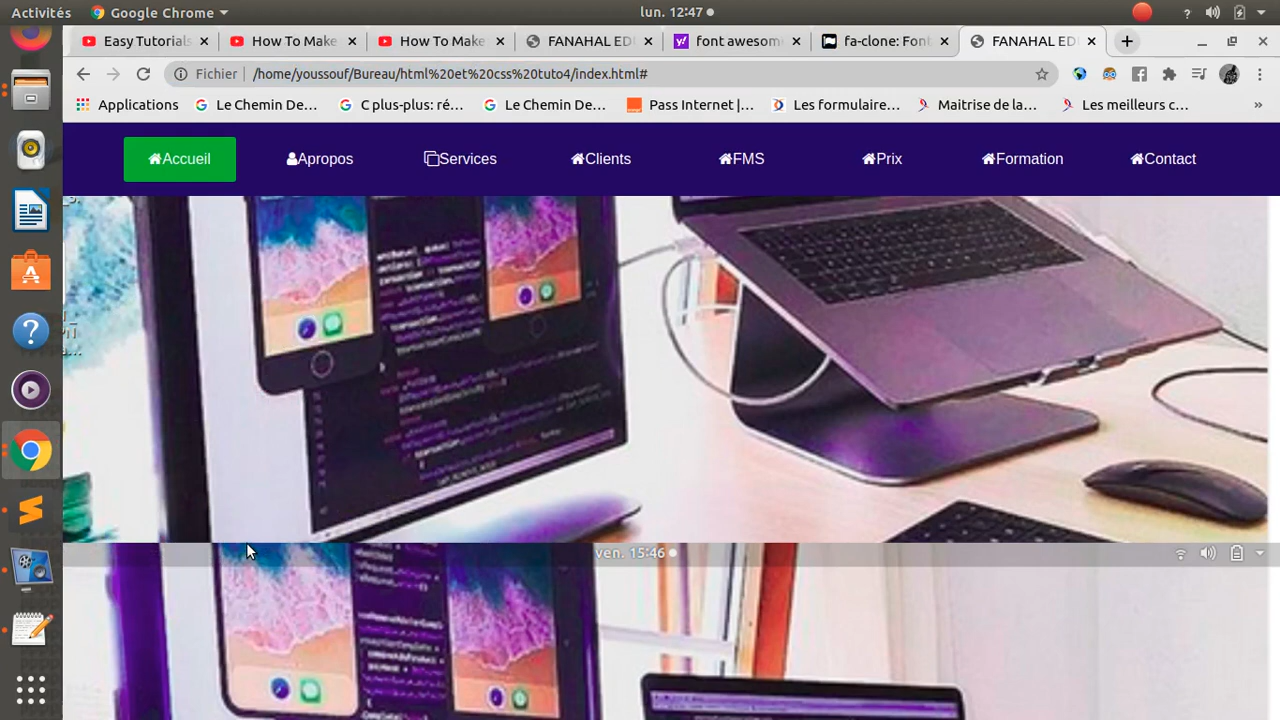 Activités Google Chrome lun. 12:47
Easy Tutorials How To Make How To Make FANAHAL ED font awesom fa-clone: Font FANAHAL ED
Fichier /home/youssouf/Bureau/html%20et%20css%20tuto4/index.html#
Applications Le Chemin De... C plus-plus: ré... Le Chemin De... Pass Internet |... Les formulaire... Maitrise de la... Les meilleurs c... »
Accueil Apropos Services Clients FMS Prix Formation Contact
ven. 15:46